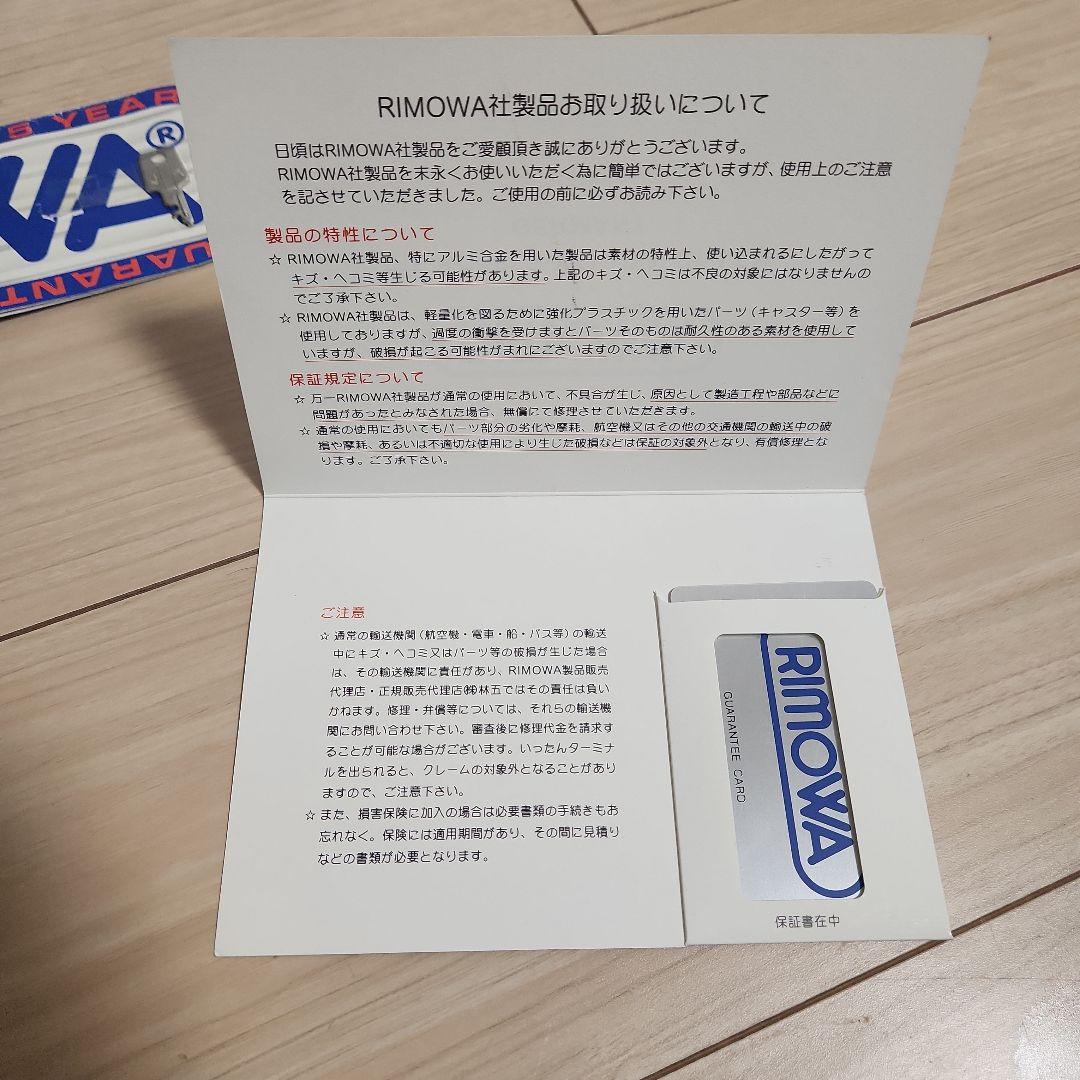 5 YEAR
WA®
GUARANT
RIMOWA社製品お取り扱いについて
日頃はRIMOWA社製品をご愛顧頂き誠にありがとうございます。
RIMOWA社製品を末永くお使いいただく為に簡単ではございますが、使用上のご注意
を記させていただきました。ご使用の前に必ずお読み下さい。
製品の特性について
☆ RIMOWA社製品、特にアルミ合金を用いた製品は素材の特性上、使い込まれるにしたがって
キズ・ヘコミ等生じる可能性があります。上記のキズ・ヘコミは不良の対象にはなりませんの
でご了承下さい。
☆ RIMOWA社製品は、軽量化を図るために強化プラスチックを用いたパーツ（キャスター等）を
使用しておりますが、過度の衝撃を受けますとパーツそのものは耐久性のある素材を使用して
いますが、破損が起こる可能性がまれにございますのでご注意下さい。
保証規定について
☆ 万一RIMOWA社製品が通常の使用において、不具合が生じ、原因として製造工程や部品などに
問題があったとみなされた場合、無償にて修理させていただきます。
☆ 通常の使用においてもパーツ部分の劣化や摩耗、航空機又はその他の交通機関の輸送中の破
損や摩耗、あるいは不適切な使用により生じた破損などは保証の対象外となり、有償修理とな
ります。ご了承下さい。
ご注意
☆ 通常の輸送機関（航空機・電車・船・バス等）の輸送
中にキズ・ヘコミ又はパーツ等の破損が生じた場合
は、その輸送機関に責任があり、RIMOWA製品販売
代理店・正規販売代理店㈱林五ではその責任は負い
かねます。修理・弁償等については、それらの輸送機
関にお問い合わせ下さい。審査後に修理代金を請求す
ることが可能な場合がございます。いったんターミナ
ルを出られると、クレームの対象外となることがあり
ますので、ご注意下さい。
☆ また、損害保険に加入の場合は必要書類の手続きもお
忘れなく。保険には適用期間があり、その間に見積り
などの書類が必要となります。
RIMOWA
GUARANTEE CARD
保証書在中